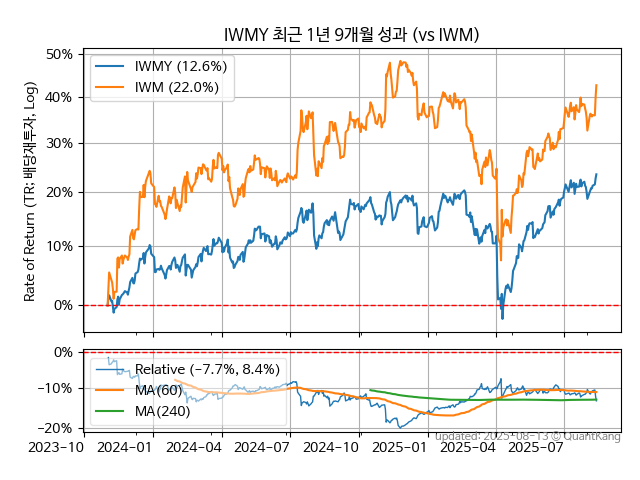 IWMY 최근 1년 9개월 성과 (vs IWM)
50%
40%
30%
20%
10%
0%
Rate of Return (TR: 배당재투자, Log)
IWMY (12.6%)
IWM (22.0%)
0%
−10%
−20%
Relative (−7.7%, 8.4%)
MA(60)
MA(240)
updated: 2025-08-13 © QuantKang
2023-10 2024-01 2024-04 2024-07 2024-10 2025-01 2025-04 2025-07